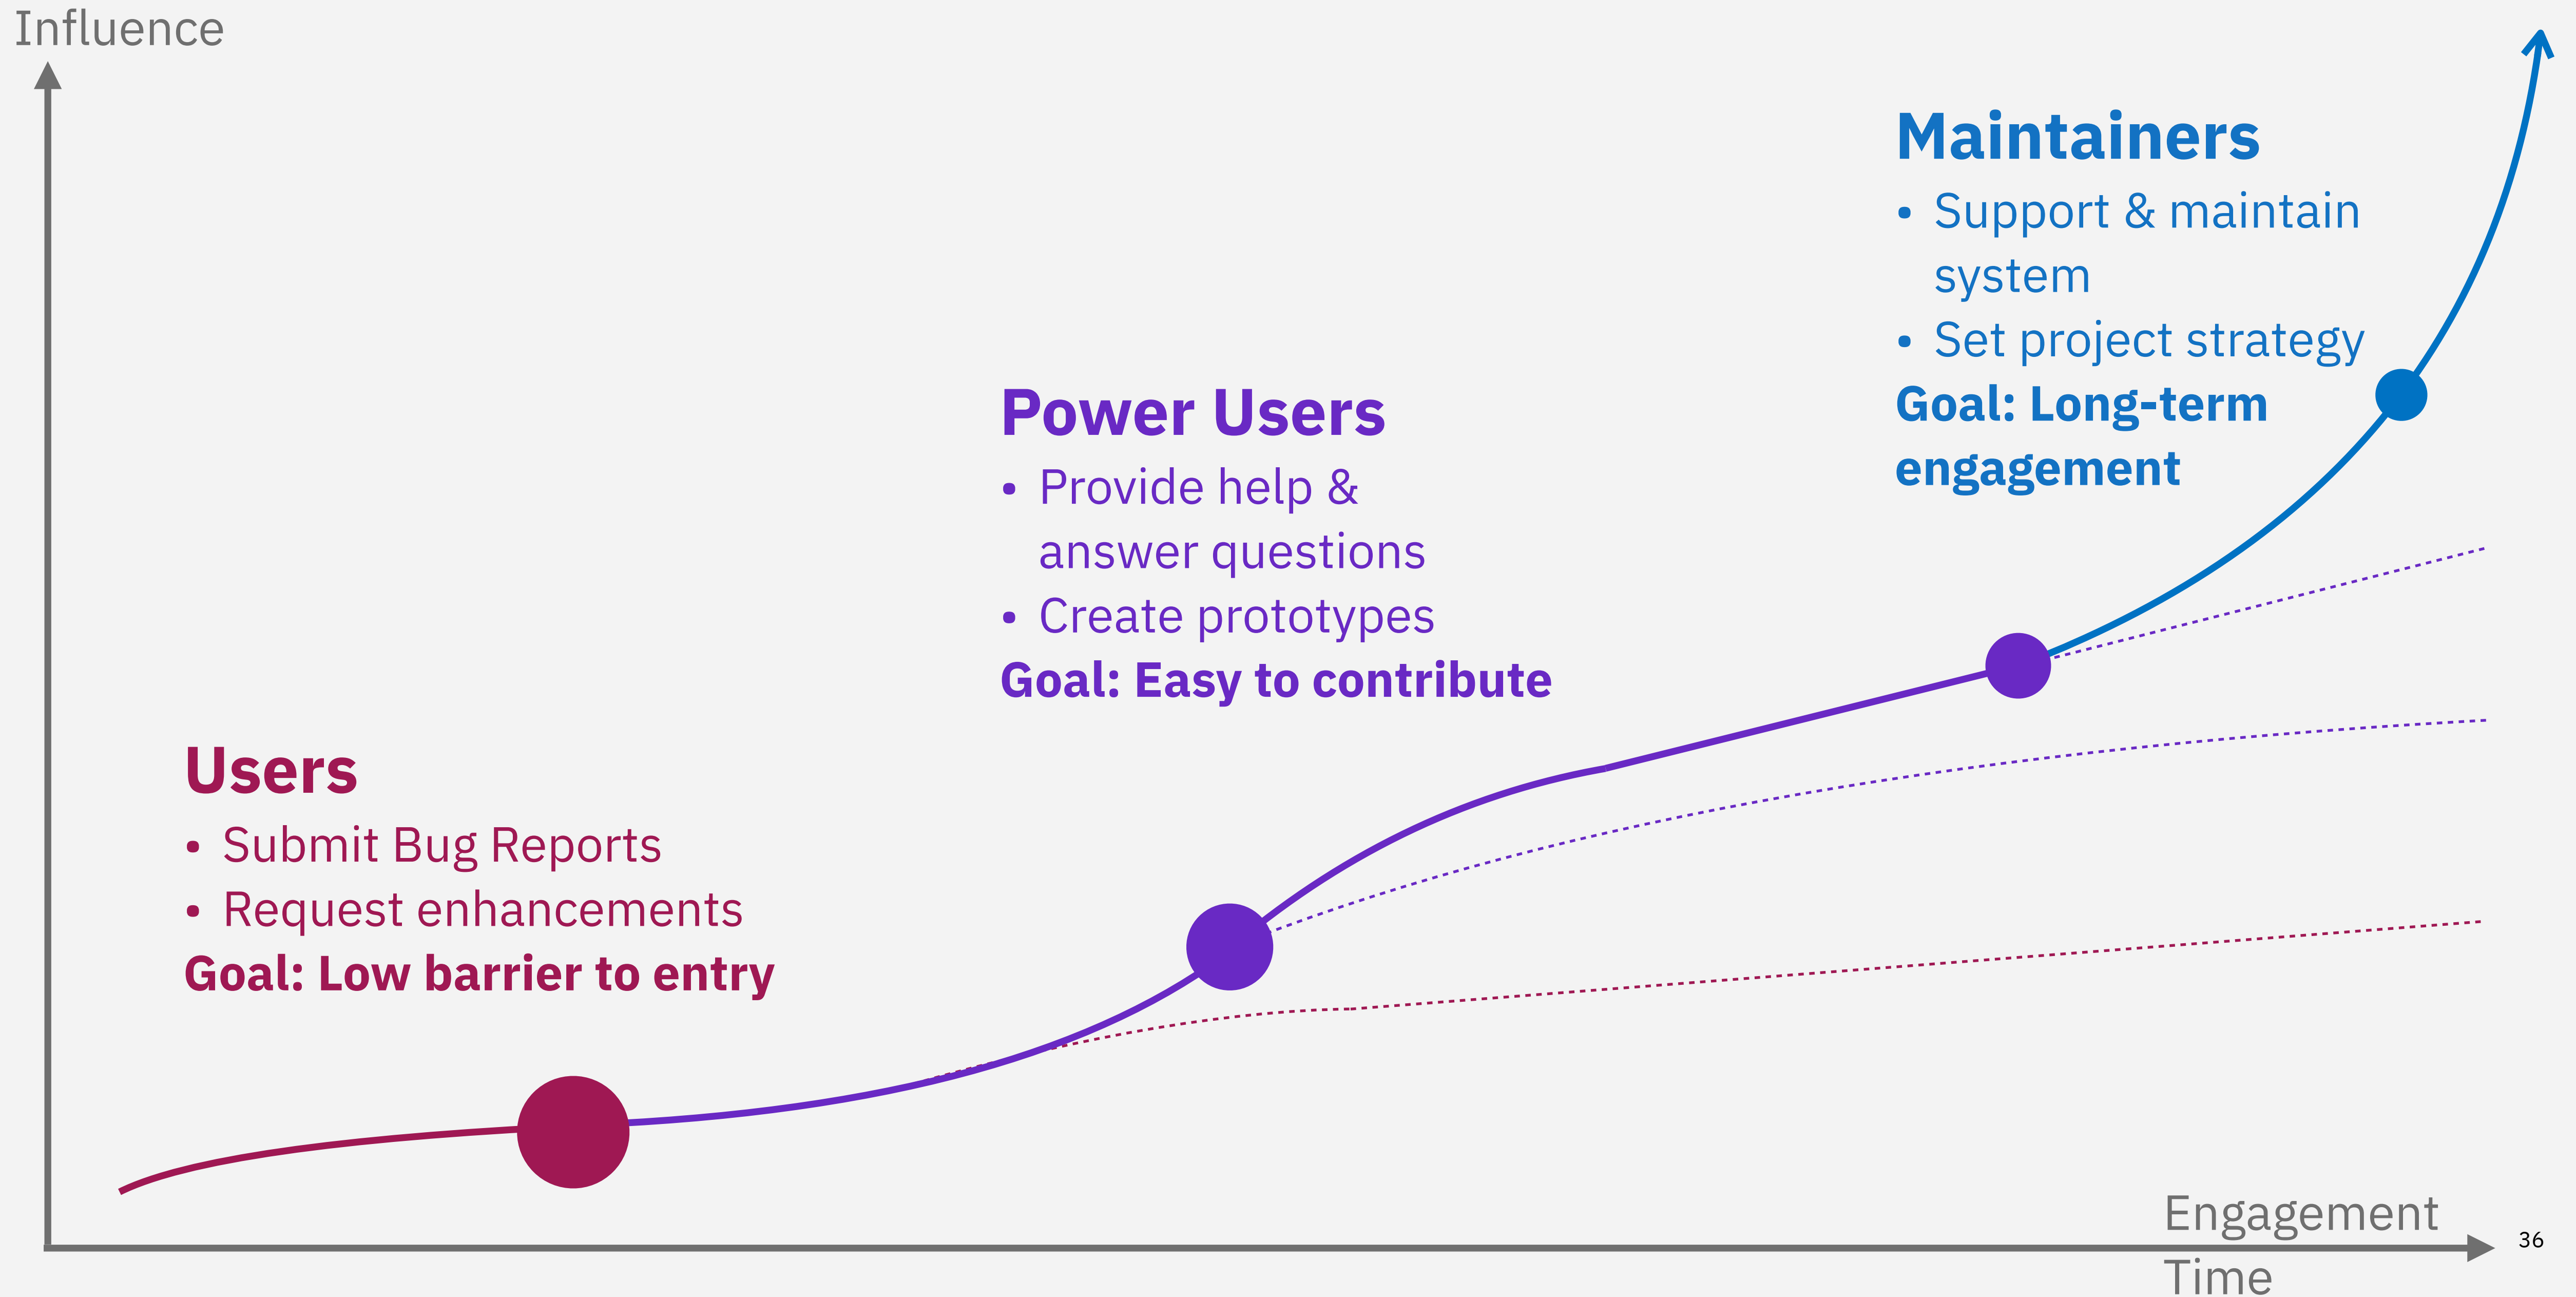 Influence
Maintainers
• Support & maintain
system
• Set project strategy
Goal: Long-term
engagement
Power Users
• Provide help &
answer questions
• Create prototypes
Goal: Easy to contribute
Users
• Submit Bug Reports
• Request enhancements
Goal: Low barrier to entry
Engagement
Time
36